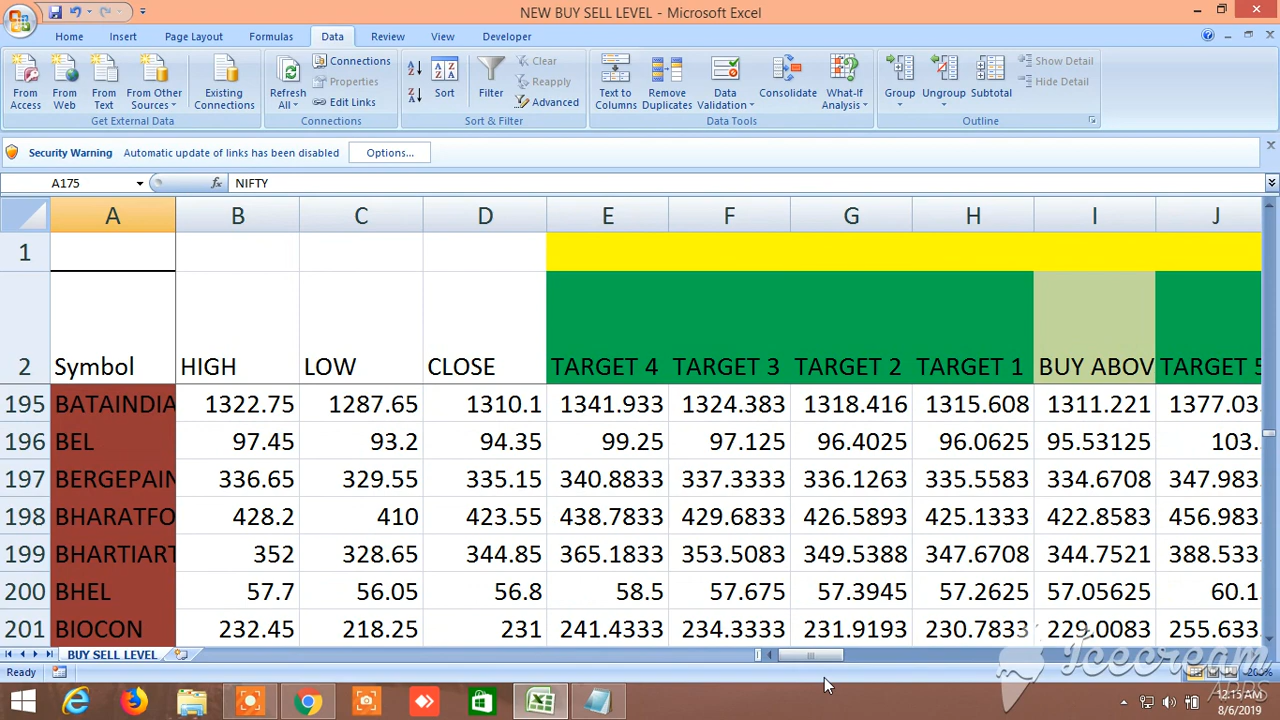 NEW BUY SELL LEVEL - Microsoft Excel
Home Insert Page Layout Formulas Data Review View Developer
From Access
From Web
From Text
From Other Sources
Existing Connections
Get External Data
Refresh All
Connections
Properties
Edit Links
Connections
Sort
Filter
Clear
Reapply
Advanced
Sort & Filter
Text to Columns
Remove Duplicates
Data Validation
Consolidate
What-If Analysis
Data Tools
Group
Ungroup
Subtotal
Show Detail
Hide Detail
Outline
Security Warning Automatic update of links has been disabled Options...
A175 fx NIFTY
A B C D E F G H I J
1
2 Symbol HIGH LOW CLOSE TARGET 4 TARGET 3 TARGET 2 TARGET 1 BUY ABOV TARGET 5
195 BATAINDIA 1322.75 1287.65 1310.1 1341.933 1324.383 1318.416 1315.608 1311.221 1377.03
196 BEL 97.45 93.2 94.35 99.25 97.125 96.4025 96.0625 95.53125 103.
197 BERGEPAIN 336.65 329.55 335.15 340.8833 337.3333 336.1263 335.5583 334.6708 347.983
198 BHARATFO 428.2 410 423.55 438.7833 429.6833 426.5893 425.1333 422.8583 456.983
199 BHARTIART 352 328.65 344.85 365.1833 353.5083 349.5388 347.6708 344.7521 388.533
200 BHEL 57.7 56.05 56.8 58.5 57.675 57.3945 57.2625 57.05625 60.1
201 BIOCON 232.45 218.25 231 241.4333 234.3333 231.9193 230.7833 229.0083 255.633
BUY SELL LEVEL
Ready 200%
Icecream
Apps
12:15 AM
8/6/2019